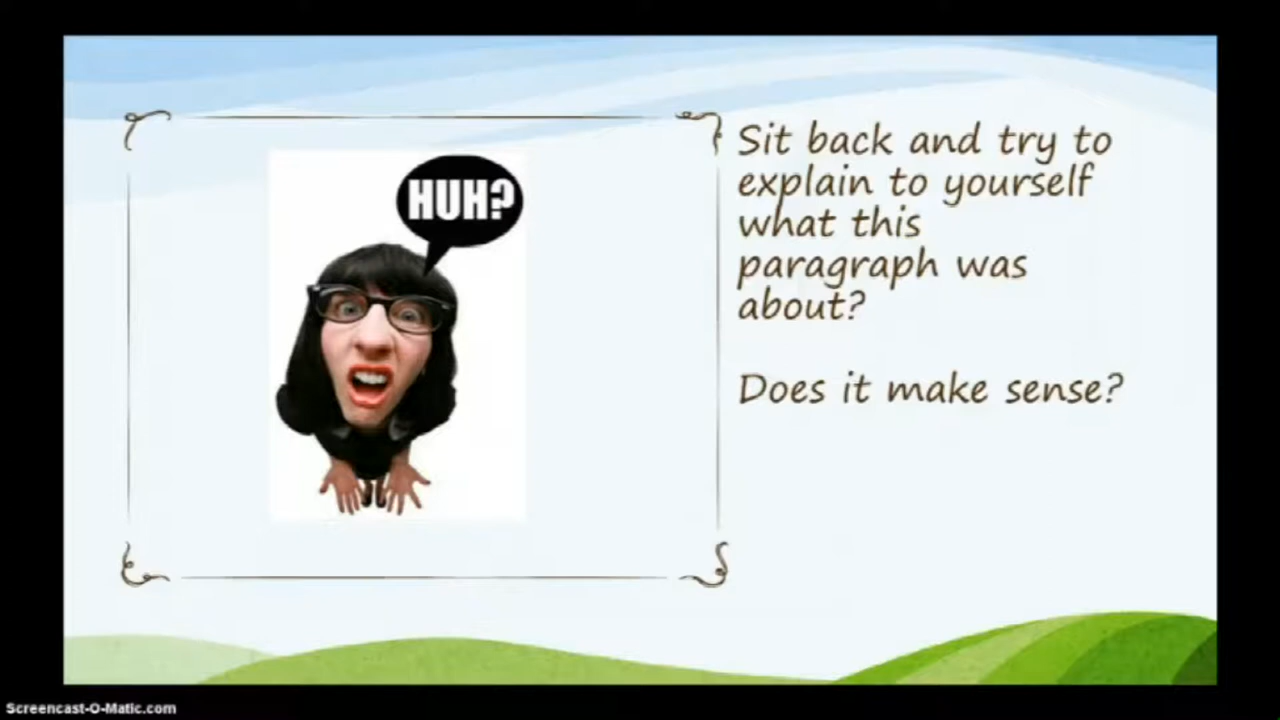 HUH?
Sit back and try to
explain to yourself
what this
paragraph was
about?
Does it make sense?
Screencast-O-Matic.com